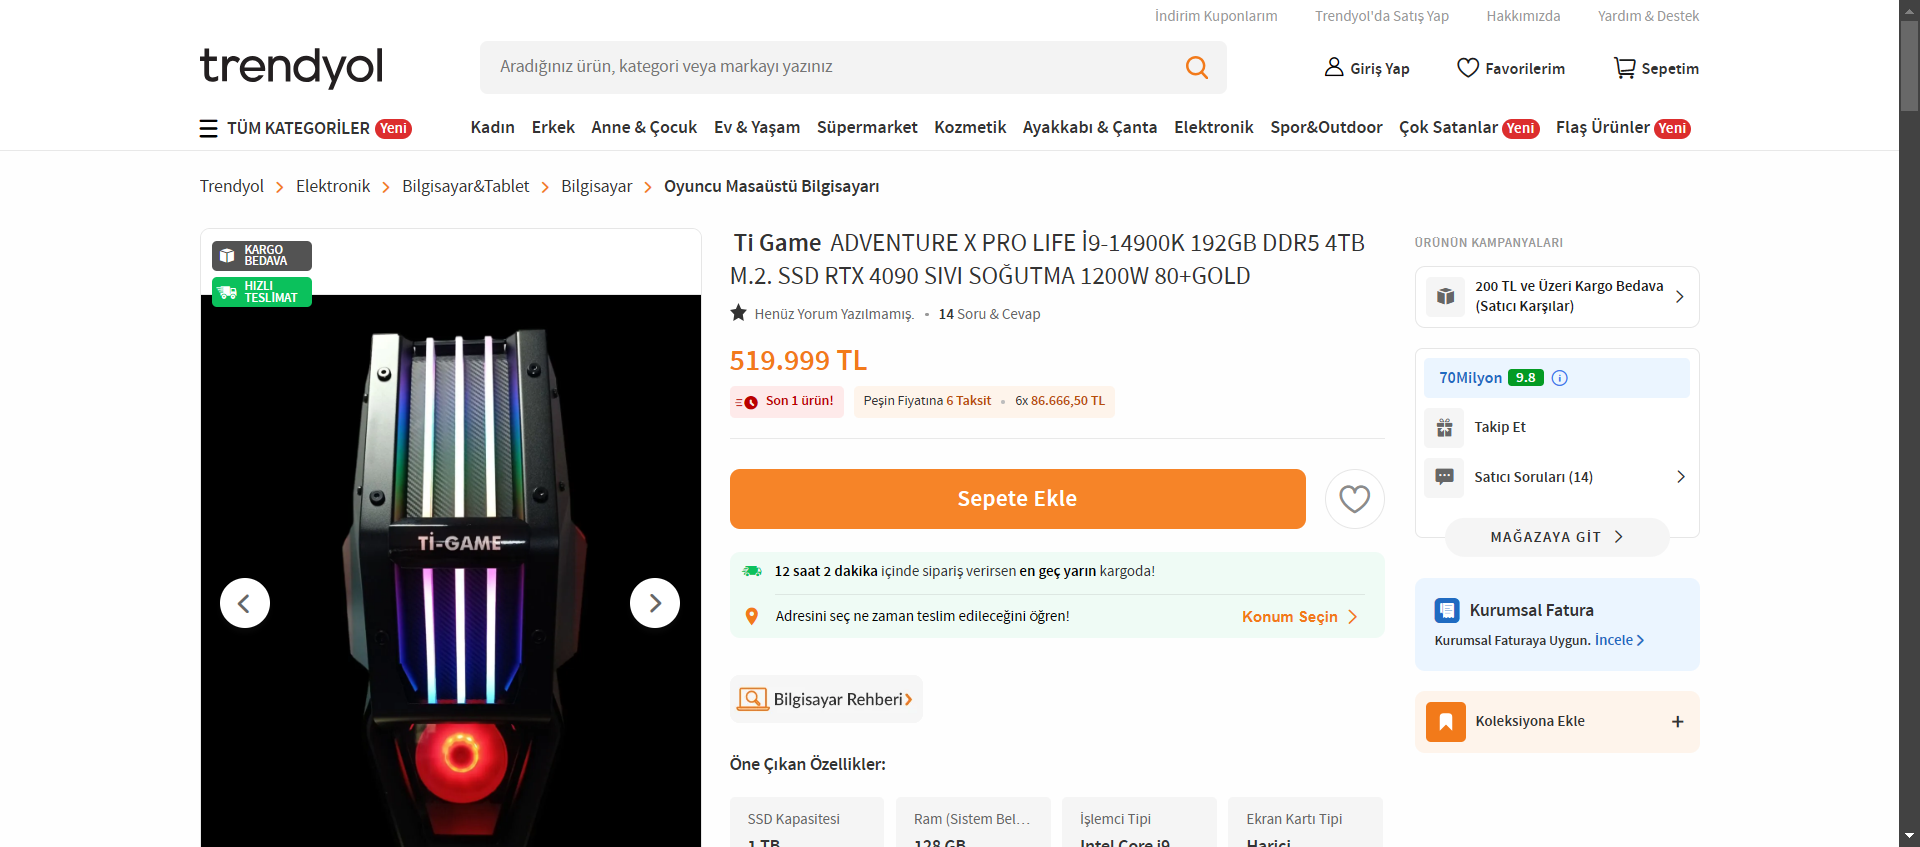 İndirim Kuponlarım Trendyol'da Satış Yap Hakkımızda Yardım & Destek
trendyol
Aradığınız ürün, kategori veya markayı yazınız
Giriş Yap Favorilerim Sepetim
TÜM KATEGORİLER Yeni Kadın Erkek Anne & Çocuk Ev & Yaşam Süpermarket Kozmetik Ayakkabı & Çanta Elektronik Spor&Outdoor Çok Satanlar Yeni Flaş Ürünler Yeni
Trendyol Elektronik Bilgisayar&Tablet Bilgisayar Oyuncu Masaüstü Bilgisayarı
KARGO
BEDAVA
HIZLI
TESLİMAT
Tİ-GAME
Ti Game ADVENTURE X PRO LIFE İ9-14900K 192GB DDR5 4TB
M.2. SSD RTX 4090 SIVI SOĞUTMA 1200W 80+GOLD
Henüz Yorum Yazılmamış. • 14 Soru & Cevap
519.999 TL
Son 1 ürün! Peşin Fiyatına 6 Taksit • 6x 86.666,50 TL
Sepete Ekle
12 saat 2 dakika içinde sipariş verirsen en geç yarın kargoda!
Adresini seç ne zaman teslim edileceğini öğren! Konum Seçin
Bilgisayar Rehberi
Öne Çıkan Özellikler:
SSD Kapasitesi Ram (Sistem Bel... İşlemci Tipi Ekran Kartı Tipi
1 TB 128 GB Intel Core i9 Harici
ÜRÜNÜN KAMPANYALARI
200 TL ve Üzeri Kargo Bedava
(Satıcı Karşılar)
70Milyon 9.8
Takip Et
Satıcı Soruları (14)
MAĞAZAYA GİT
Kurumsal Fatura
Kurumsal Faturaya Uygun. İncele
Koleksiyona Ekle +